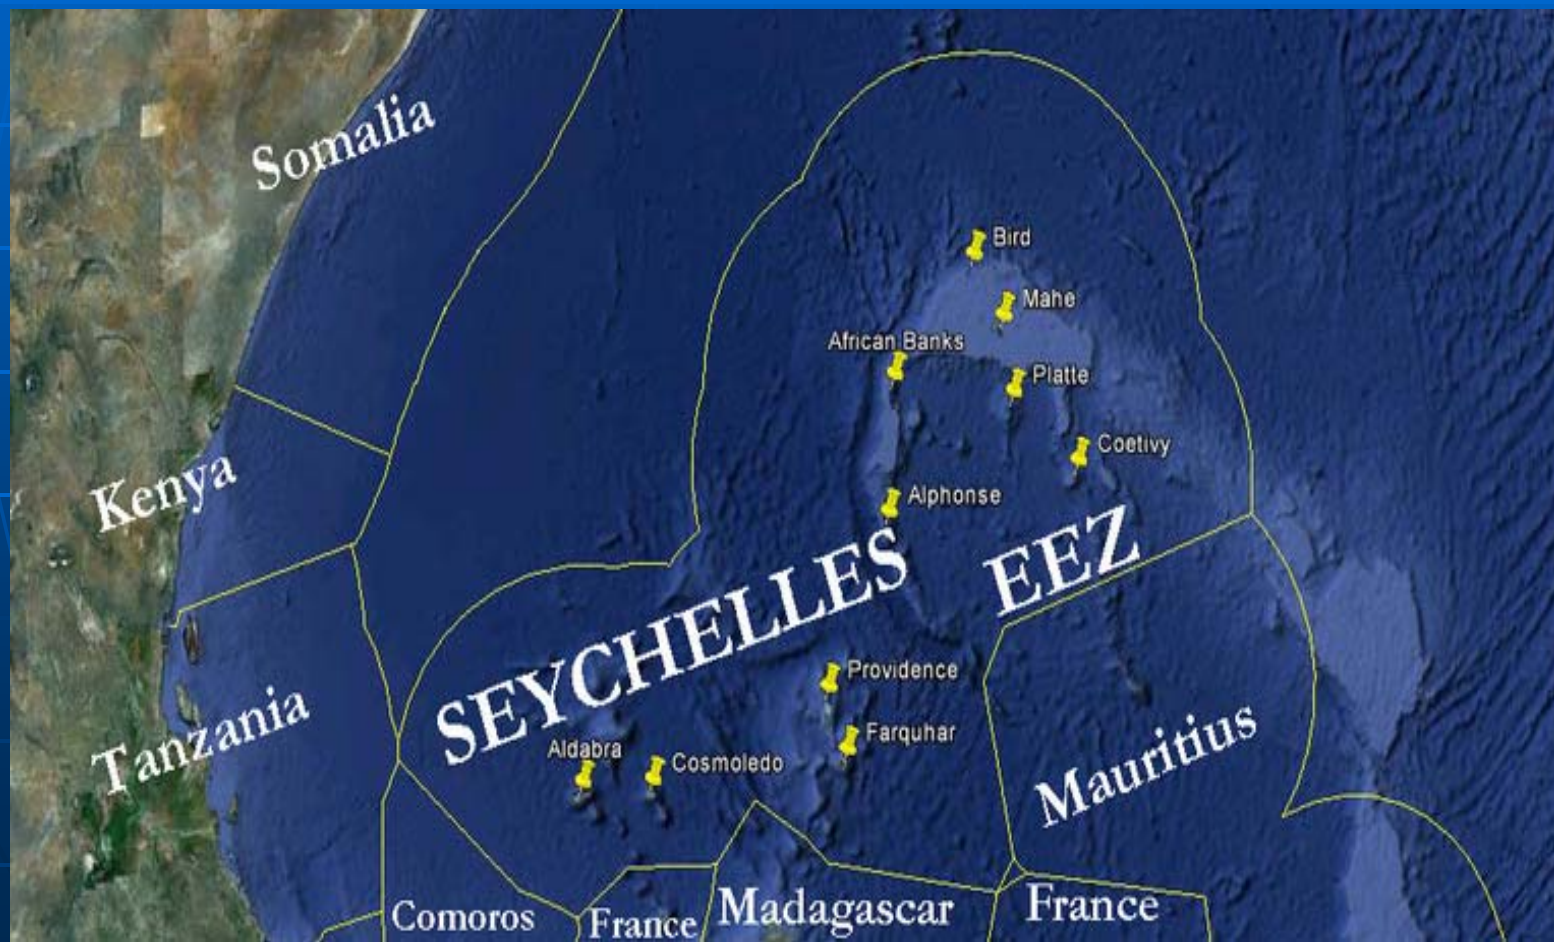 Somalia
Bird
Mahe
African Banks
Platte
Coetivy
Kenya
Alphonse
SEYCHELLES EEZ
Providence
Tanzania
Farquhar
Aldabra
Cosmoledo
Mauritius
Comoros
France
Madagascar
France